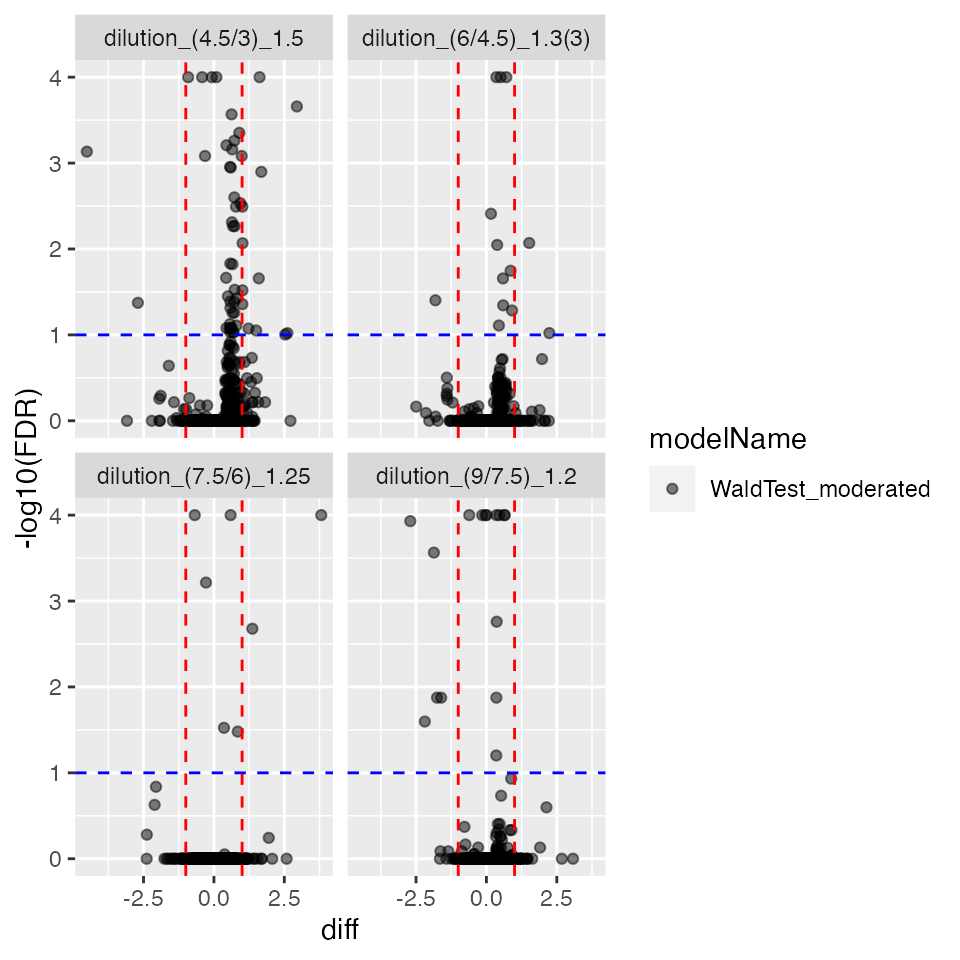 dilution_(4.5/3)_1.5 dilution_(6/4.5)_1.3(3)
4
3
2
1
0
dilution_(7.5/6)_1.25 dilution_(9/7.5)_1.2
4
3
2
1
0
-2.5 0.0 2.5 -2.5 0.0 2.5
diff
-log10(FDR)
modelName
WaldTest_moderated